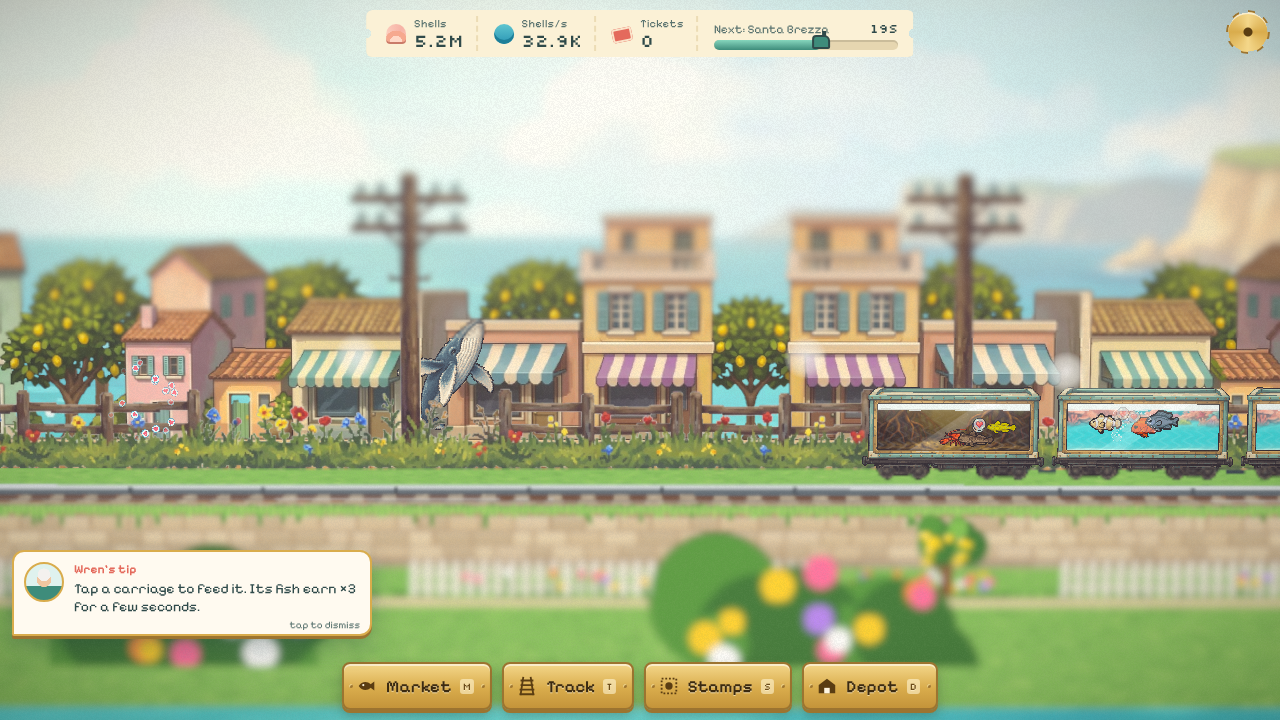 Shells
5.2M
Shells/s
32.9K
Tickets
0
Next: Santa Brezza
19s
Wren's tip
Tap a carriage to feed it. Its fish earn ×3
for a few seconds.
tap to dismiss
Market M
Track T
Stamps S
Depot D